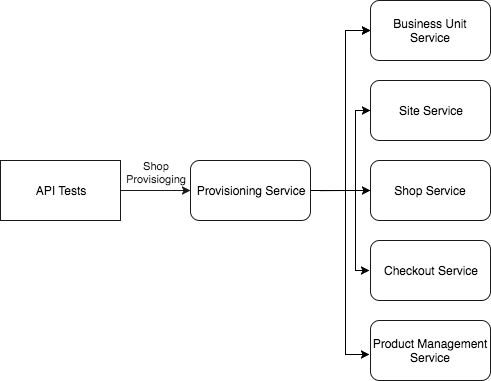 Business Unit
Service
Site Service
Shop
Provisioging
API Tests
Provisioning Service
Shop Service
Checkout Service
Product Management
Service